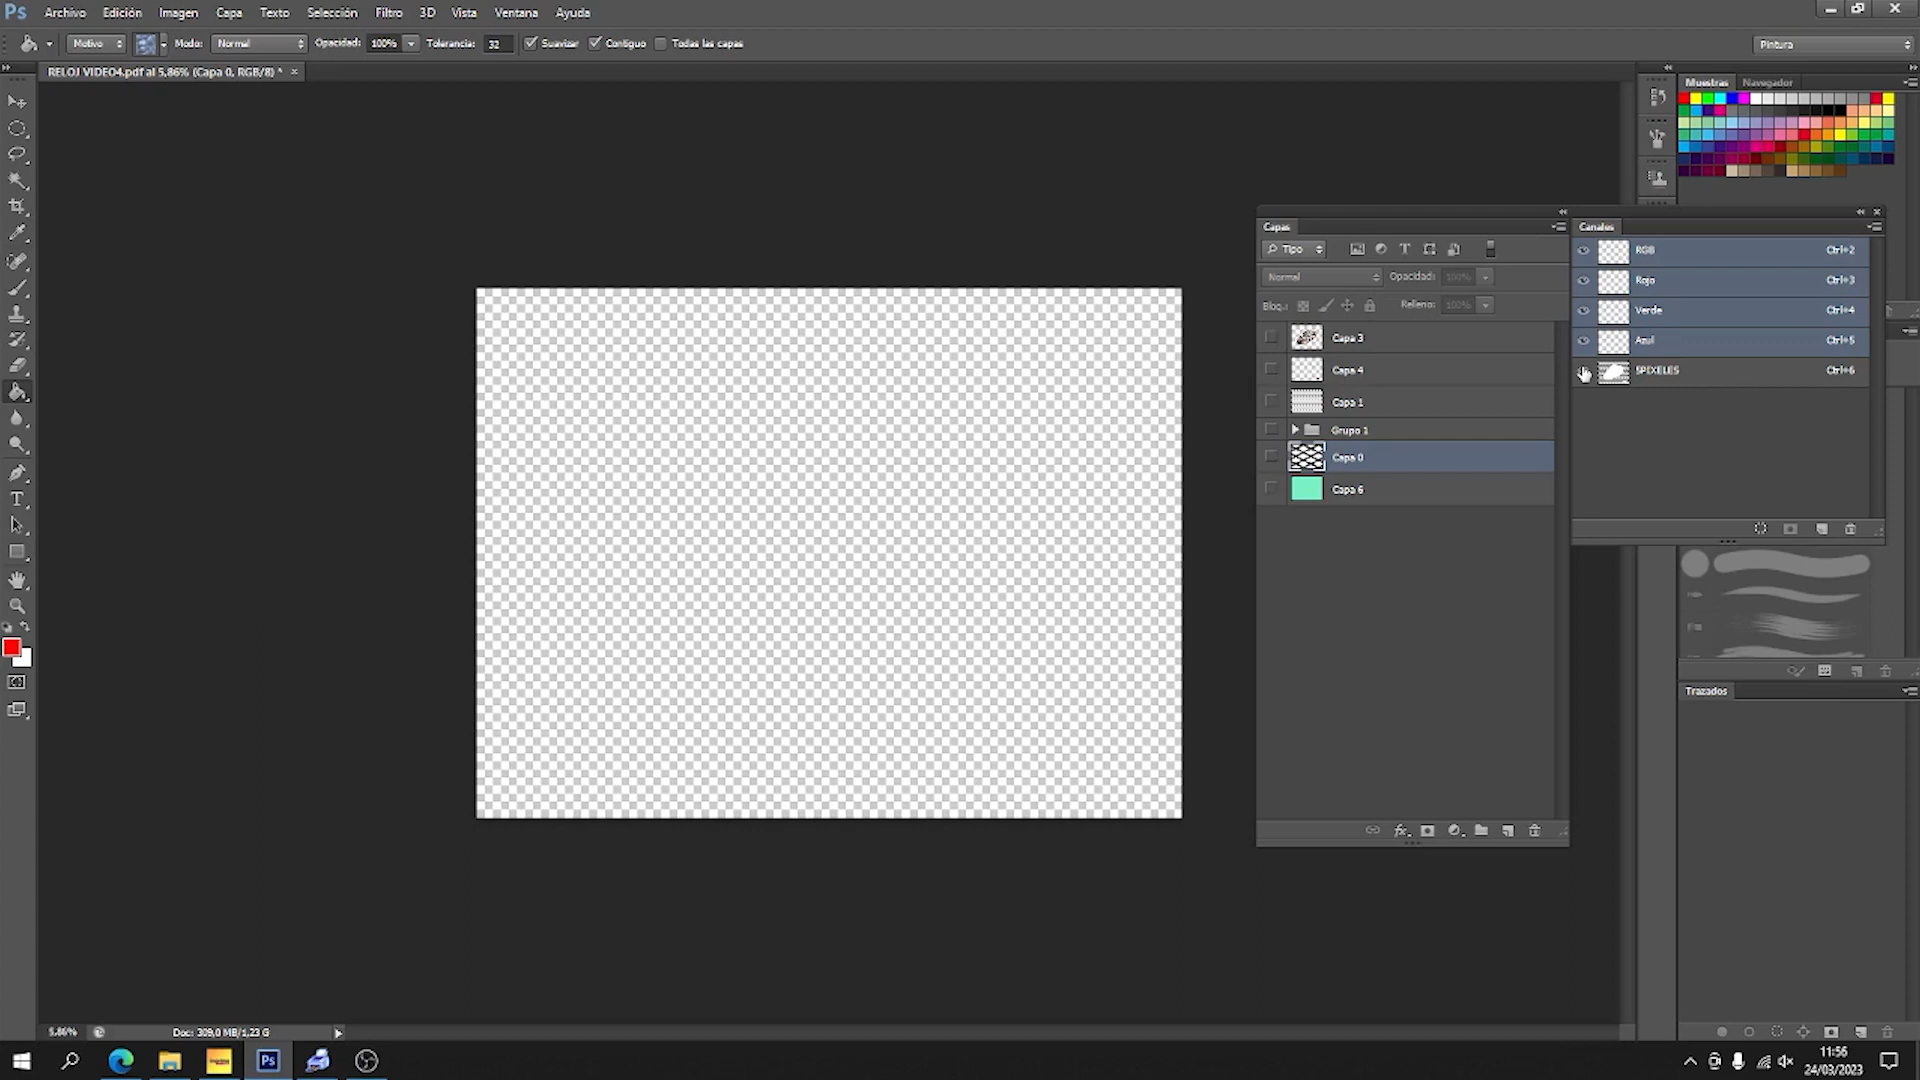 Ps Archivo Edición Imagen Capa Texto Selección Filtro 3D Vista Ventana Ayuda
Motivo Modo: Normal Opacidad: 100% Tolerancia: 32 Suavizar Contiguo Todas las capas Pintura
RELOJ VIDEO4.pdf al 5,86% (Capa 0, RGB/8) * ×
Muestras Navegador
Capas
Tipo
Normal Opacidad: 100%
Bloq.: Relleno: 100%
Capa 3
Capa 4
Capa 1
Grupo 1
Capa 0
Capa 6
Canales
RGB Ctrl+2
Rojo Ctrl+3
Verde Ctrl+4
Azul Ctrl+5
5PIXELES Ctrl+6
Trazados
5,86% Doc: 309,0 MB/1,23 G
Ps
11:56
24/03/2023